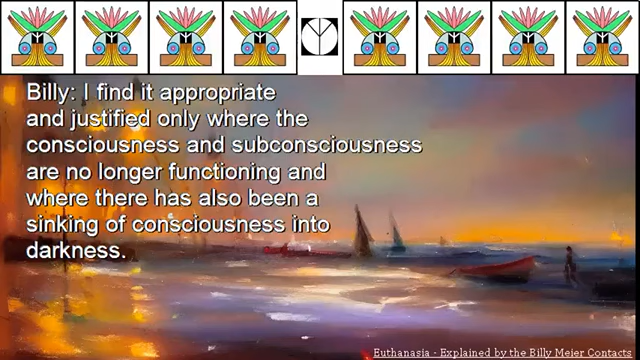 Billy: I find it appropriate
and justified only where the
consciousness and subconsciousness
are no longer functioning and
where there has also been a
sinking of consciousness into
darkness.
Euthanasia - Explained by the Billy Meier Contacts